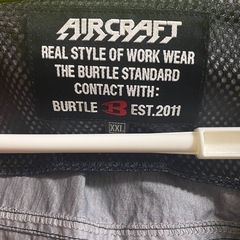 AIRCRAFT
REAL STYLE OF WORK WEAR
THE BURTLE STANDARD
CONTACT WITH:
BURTLE B EST.2011
XXL